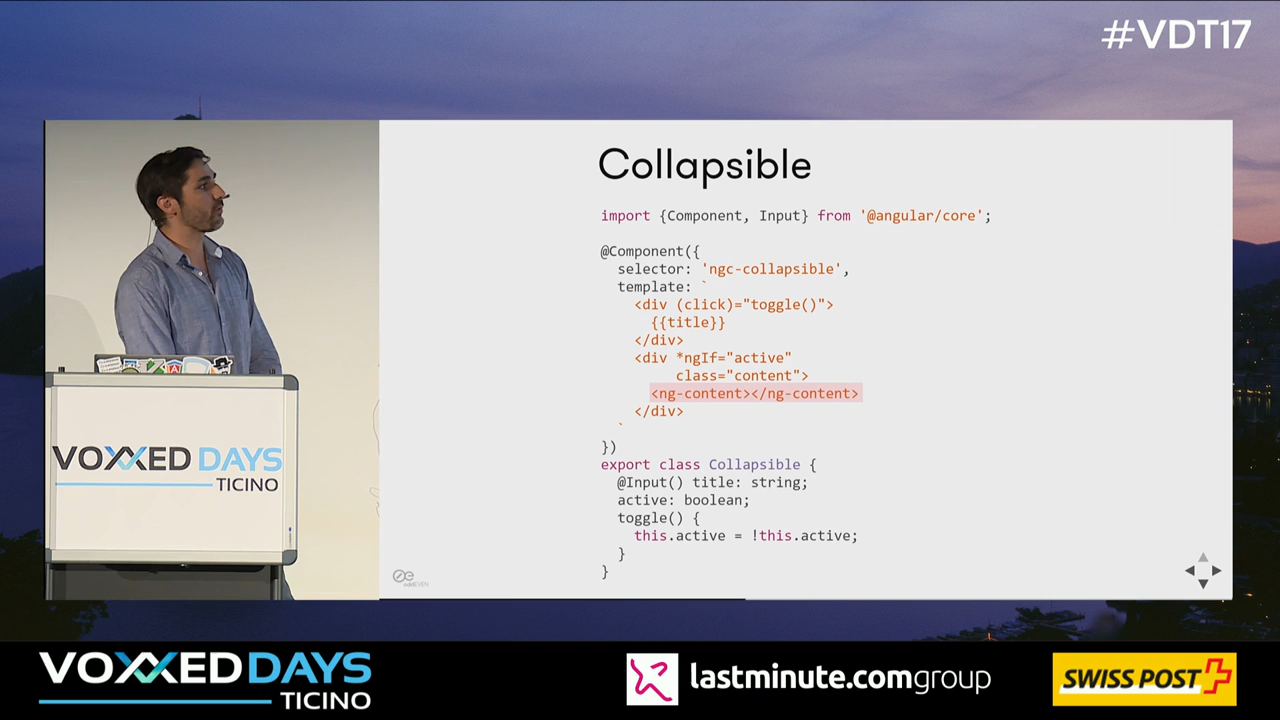 #VDT17
Collapsible
import {Component, Input} from '@angular/core';
@Component({
selector: 'ngc-collapsible',
template: `
<div (click)="toggle()">
{{title}}
</div>
<div *ngIf="active"
class="content">
<ng-content></ng-content>
</div>
`
})
export class Collapsible {
@Input() title: string;
active: boolean;
toggle() {
this.active = !this.active;
}
}
VOXXED DAYS
TICINO
VOXXED DAYS
TICINO
lastminute.comgroup
SWISS POST